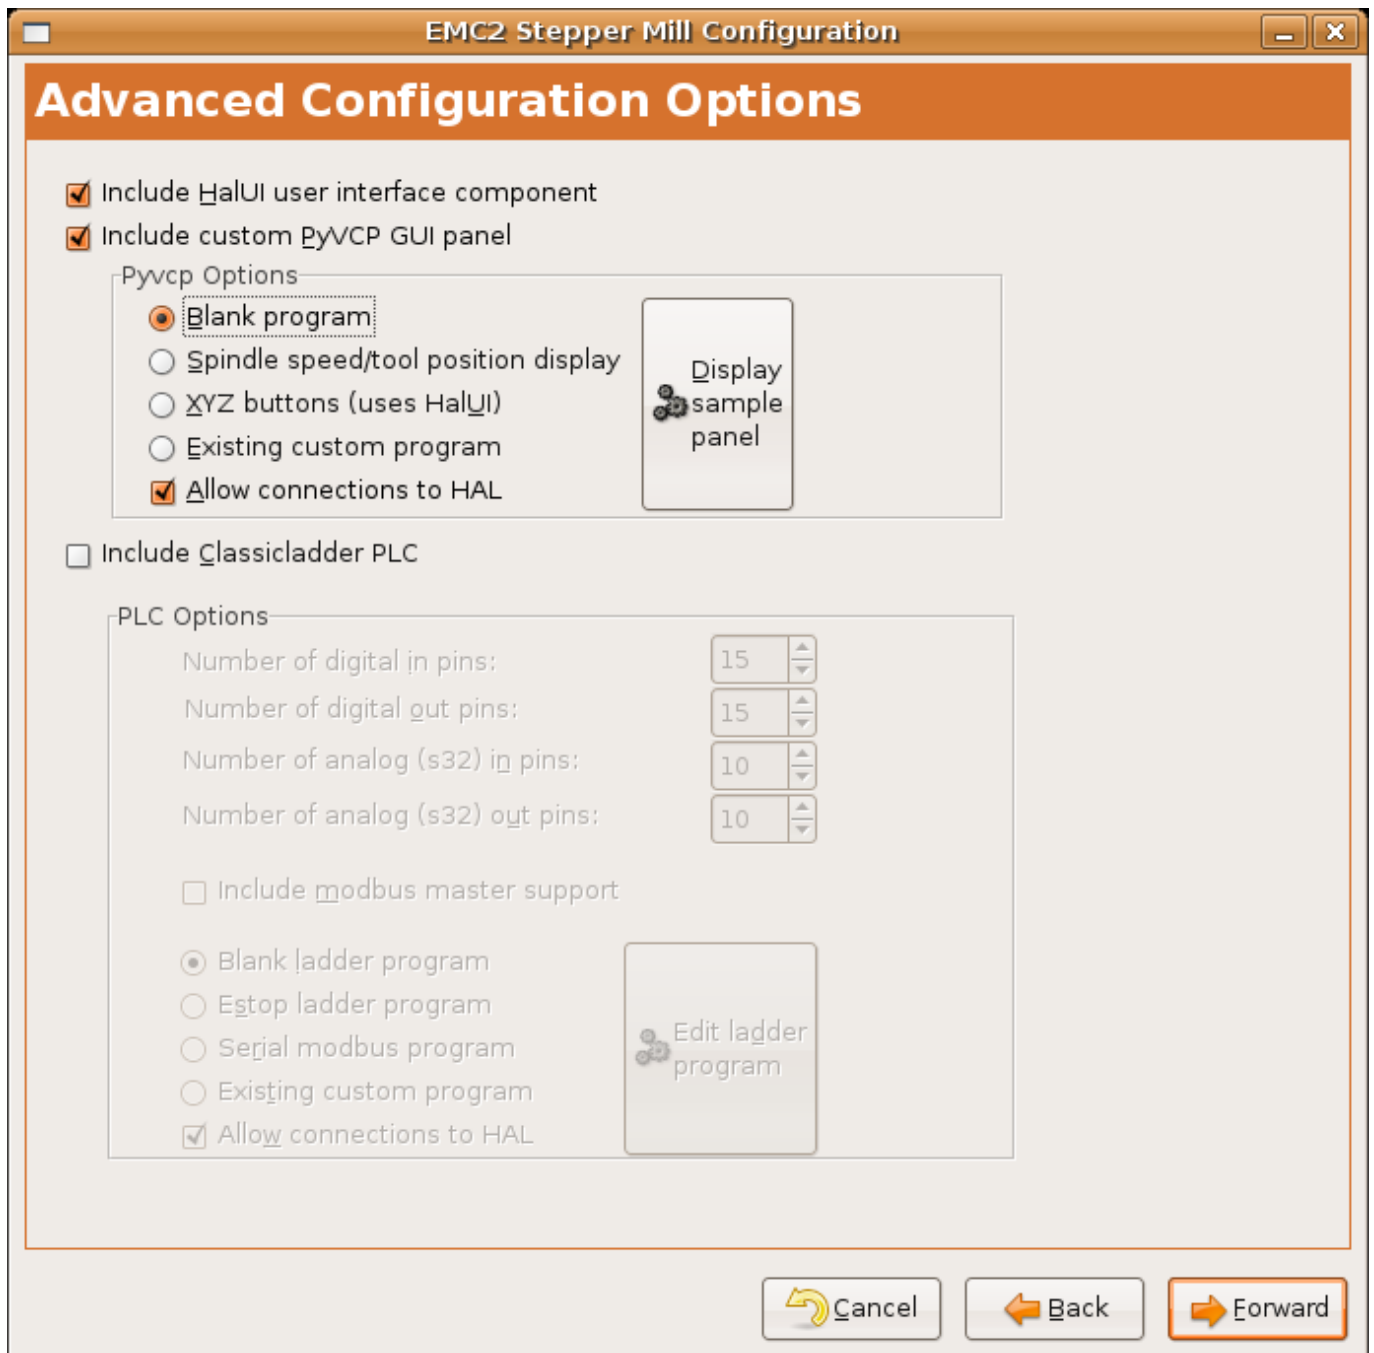 EMC2 Stepper Mill Configuration
Advanced Configuration Options
Include HalUI user interface component
Include custom PyVCP GUI panel
Pyvcp Options
Blank program
Spindle speed/tool position display
XYZ buttons (uses HalUI)
Existing custom program
Allow connections to HAL
Display
sample
panel
Include Classicladder PLC
PLC Options
Number of digital in pins: 15
Number of digital out pins: 15
Number of analog (s32) in pins: 10
Number of analog (s32) out pins: 10
Include modbus master support
Blank ladder program
Estop ladder program
Serial modbus program
Existing custom program
Allow connections to HAL
Edit ladder
program
Cancel Back Forward